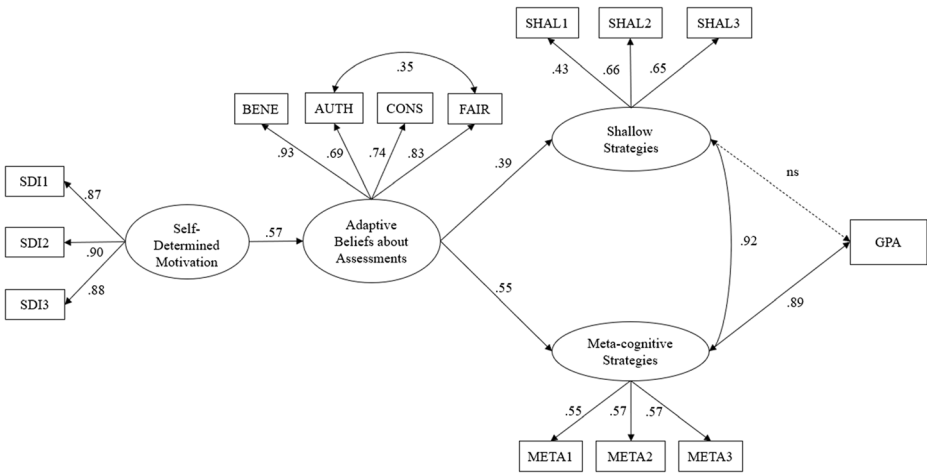 SHAL1 SHAL2 SHAL3
.43 .66 .65
.35
BENE AUTH CONS FAIR
.93 .69 .74 .83
Shallow
Strategies
SDI1
SDI2
SDI3
.87
.90
.88
Self-
Determined
Motivation
.57
Adaptive
Beliefs about
Assessments
.39
.55
ns
.92
.89
GPA
Meta-cognitive
Strategies
.55 .57 .57
META1 META2 META3